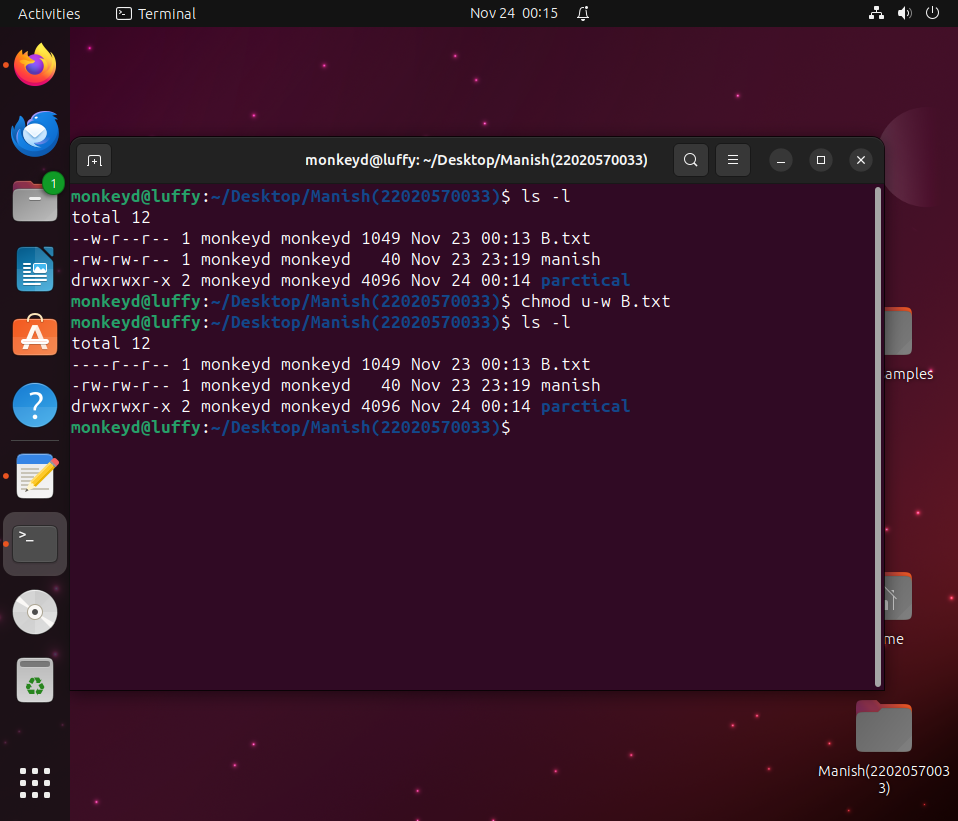 Activities
Terminal
Nov 24 00:15
monkeyd@luffy: ~/Desktop/Manish(22020570033)
1
monkeyd@luffy:~/Desktop/Manish(22020570033)$ ls -l
total 12
--w-r--r-- 1 monkeyd monkeyd 1049 Nov 23 00:13 B.txt
-rw-rw-r-- 1 monkeyd monkeyd   40 Nov 23 23:19 manish
drwxrwxr-x 2 monkeyd monkeyd 4096 Nov 24 00:14 parctical
monkeyd@luffy:~/Desktop/Manish(22020570033)$ chmod u-w B.txt
monkeyd@luffy:~/Desktop/Manish(22020570033)$ ls -l
total 12
----r--r-- 1 monkeyd monkeyd 1049 Nov 23 00:13 B.txt
-rw-rw-r-- 1 monkeyd monkeyd   40 Nov 23 23:19 manish
drwxrwxr-x 2 monkeyd monkeyd 4096 Nov 24 00:14 parctical
monkeyd@luffy:~/Desktop/Manish(22020570033)$
amples
?
>_
me
Manish(2202057003
3)